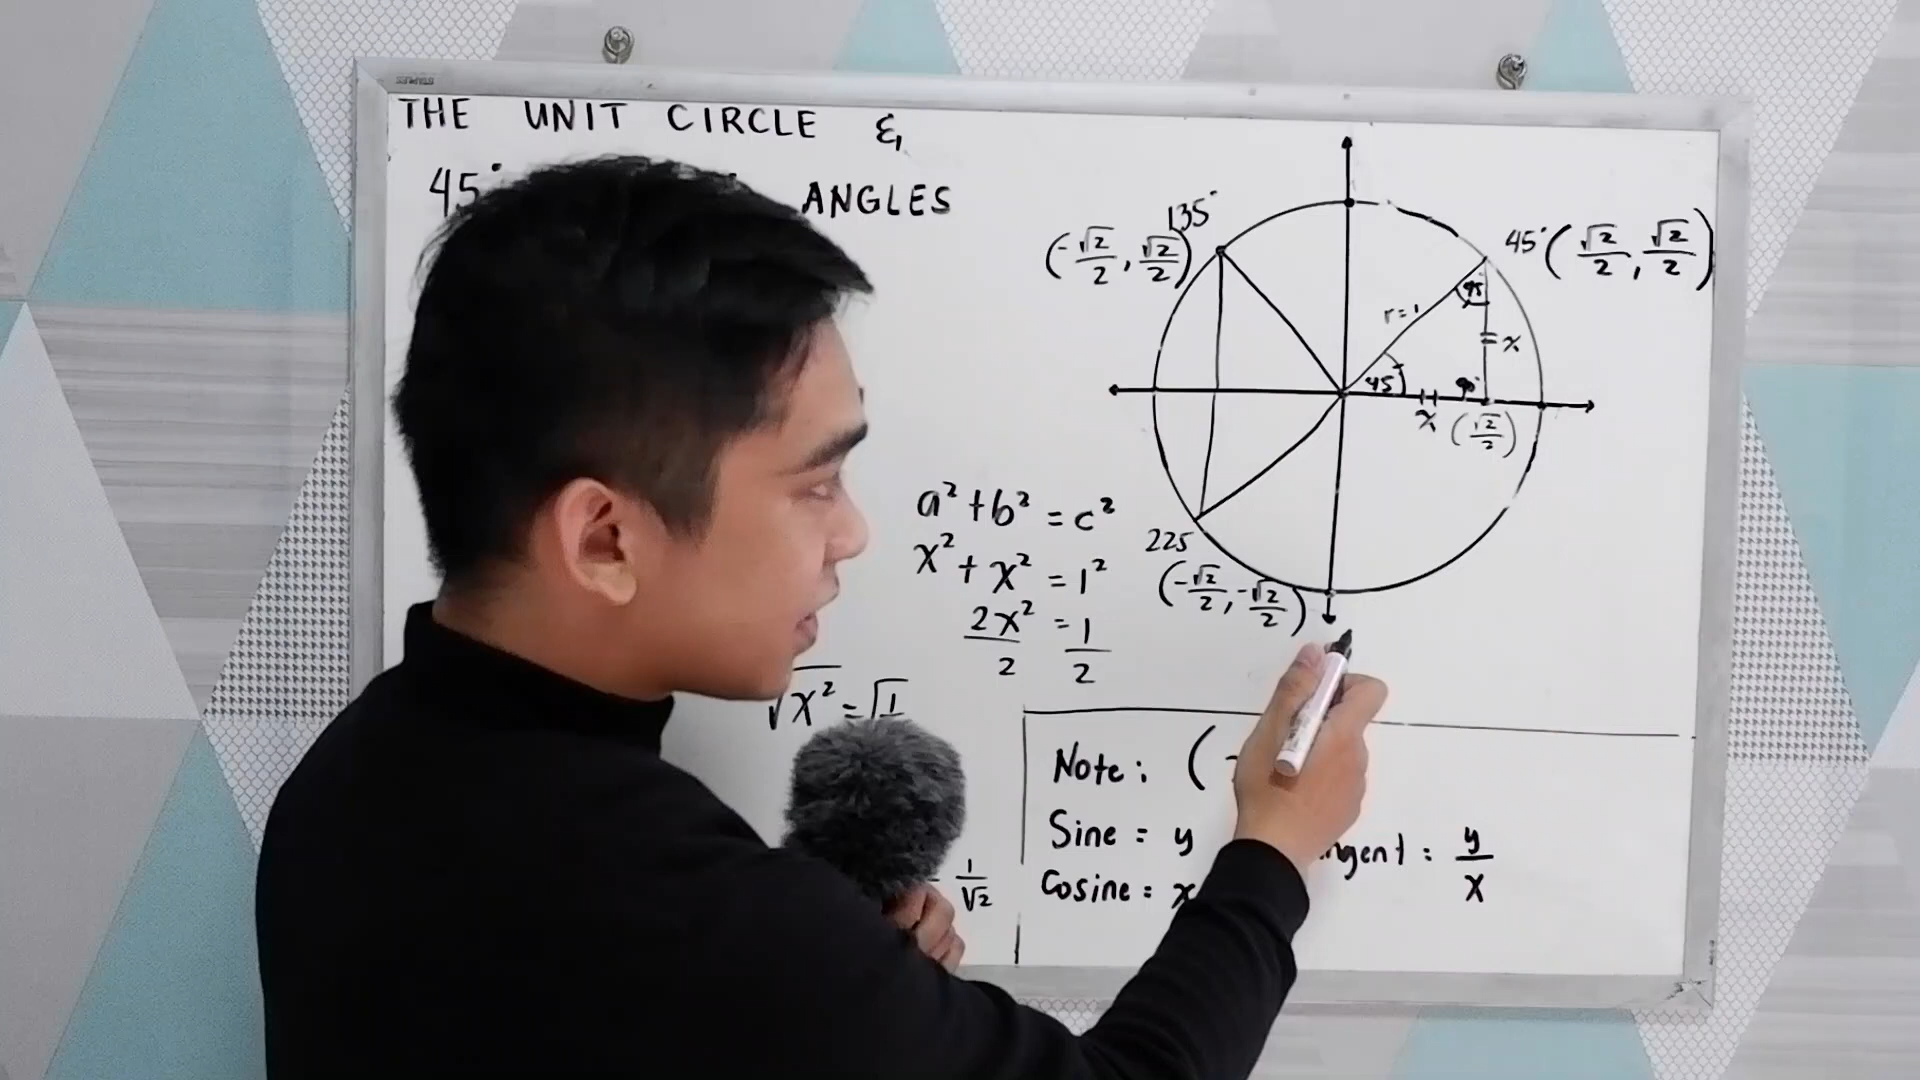 THE UNIT CIRCLE &
45° ANGLES
135°
(-√2/2, √2/2)
45° (√2/2, √2/2)
r=1
45
= x
45
90°
x (√2/2)
a² + b² = c²
x² + x² = 1²
2x²/2 = 1/2
√x² = √1
1/√2
225
(-√2/2, -√2/2)
Note: ( -
Sine = y
Cosine = x
ngent = y/x